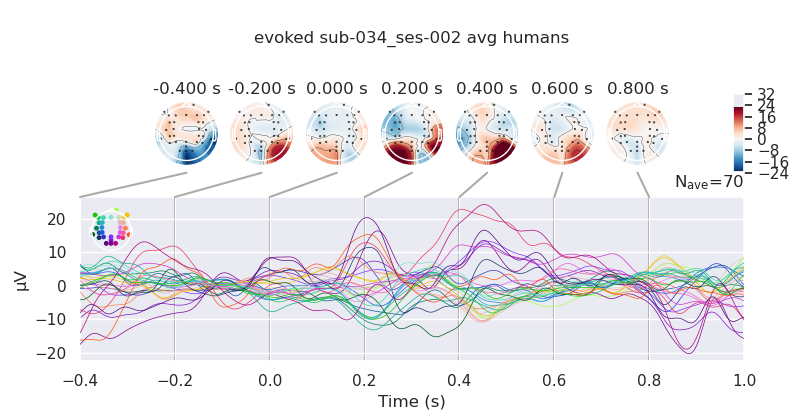 evoked sub-034_ses-002 avg humans
-0.400 s -0.200 s 0.000 s 0.200 s 0.400 s 0.600 s 0.800 s
32
24
16
8
0
−8
−16
−24
Nave=70
20
10
0
−10
−20
µV
−0.4 −0.2 0.0 0.2 0.4 0.6 0.8 1.0
Time (s)